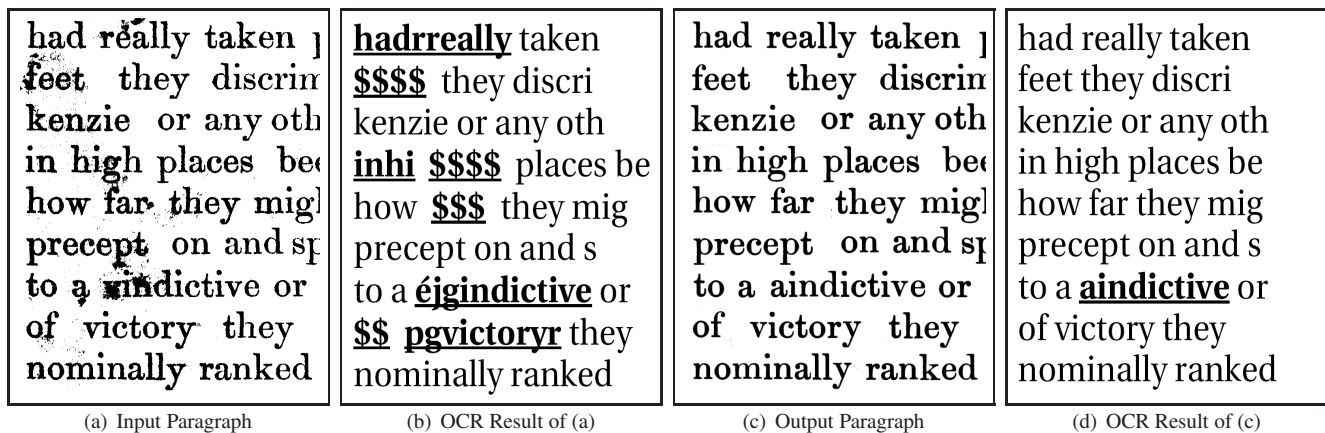 had really taken
feet they discrim
kenzie or any oth
in high places bee
how far they migh
precept on and sp
to a indictive or
of victory they
nominally ranked
(a) Input Paragraph
hadrreally taken
$$$$ they discri
kenzie or any oth
inhi $$$$ places be
how $$$ they mig
precept on and s
to a éjgindictive or
$$ pgvictoryr they
nominally ranked
(b) OCR Result of (a)
had really taken
feet they discrim
kenzie or any oth
in high places bee
how far they migh
precept on and sp
to a aindictive or
of victory they
nominally ranked
(c) Output Paragraph
had really taken
feet they discri
kenzie or any oth
in high places be
how far they mig
precept on and s
to a aindictive or
of victory they
nominally ranked
(d) OCR Result of (c)